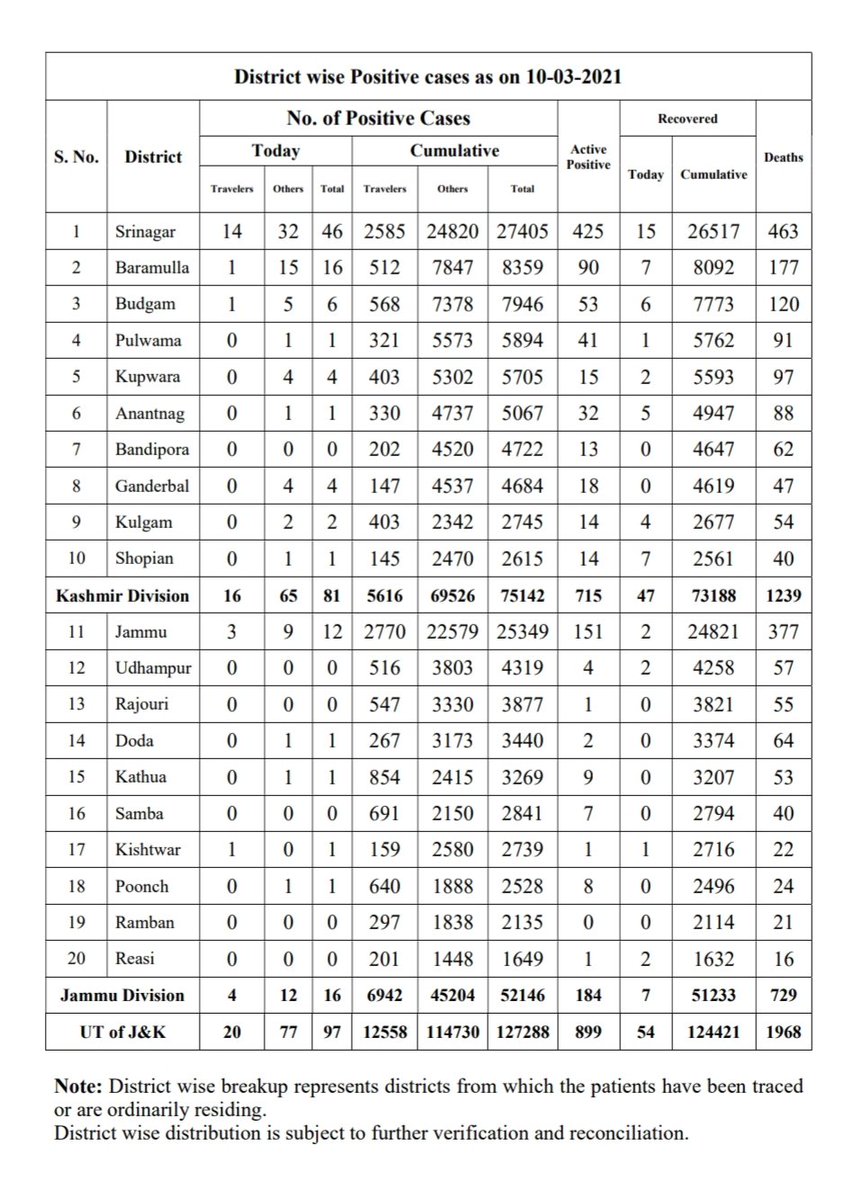 District wise Positive cases as on 10-03-2021
S. No. District No. of Positive Cases Active Positive Recovered Deaths
Today Cumulative Today Cumulative
Travelers Others Total Travelers Others Total
1 Srinagar 14 32 46 2585 24820 27405 425 15 26517 463
2 Baramulla 1 15 16 512 7847 8359 90 7 8092 177
3 Budgam 1 5 6 568 7378 7946 53 6 7773 120
4 Pulwama 0 1 1 321 5573 5894 41 1 5762 91
5 Kupwara 0 4 4 403 5302 5705 15 2 5593 97
6 Anantnag 0 1 1 330 4737 5067 32 5 4947 88
7 Bandipora 0 0 0 202 4520 4722 13 0 4647 62
8 Ganderbal 0 4 4 147 4537 4684 18 0 4619 47
9 Kulgam 0 2 2 403 2342 2745 14 4 2677 54
10 Shopian 0 1 1 145 2470 2615 14 7 2561 40
Kashmir Division 16 65 81 5616 69526 75142 715 47 73188 1239
11 Jammu 3 9 12 2770 22579 25349 151 2 24821 377
12 Udhampur 0 0 0 516 3803 4319 4 2 4258 57
13 Rajouri 0 0 0 547 3330 3877 1 0 3821 55
14 Doda 0 1 1 267 3173 3440 2 0 3374 64
15 Kathua 0 1 1 854 2415 3269 9 0 3207 53
16 Samba 0 0 0 691 2150 2841 7 0 2794 40
17 Kishtwar 1 0 1 159 2580 2739 1 1 2716 22
18 Poonch 0 1 1 640 1888 2528 8 0 2496 24
19 Ramban 0 0 0 297 1838 2135 0 0 2114 21
20 Reasi 0 0 0 201 1448 1649 1 2 1632 16
Jammu Division 4 12 16 6942 45204 52146 184 7 51233 729
UT of J&K 20 77 97 12558 114730 127288 899 54 124421 1968
Note: District wise breakup represents districts from which the patients have been traced
or are ordinarily residing.
District wise distribution is subject to further verification and reconciliation.